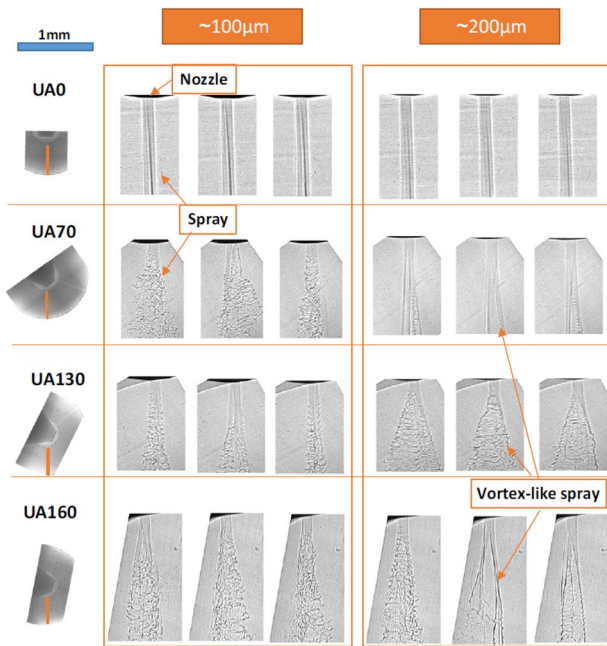 ~100µm
~200µm
1mm
UA0
Nozzle
Spray
UA70
UA130
Vortex-like spray
UA160